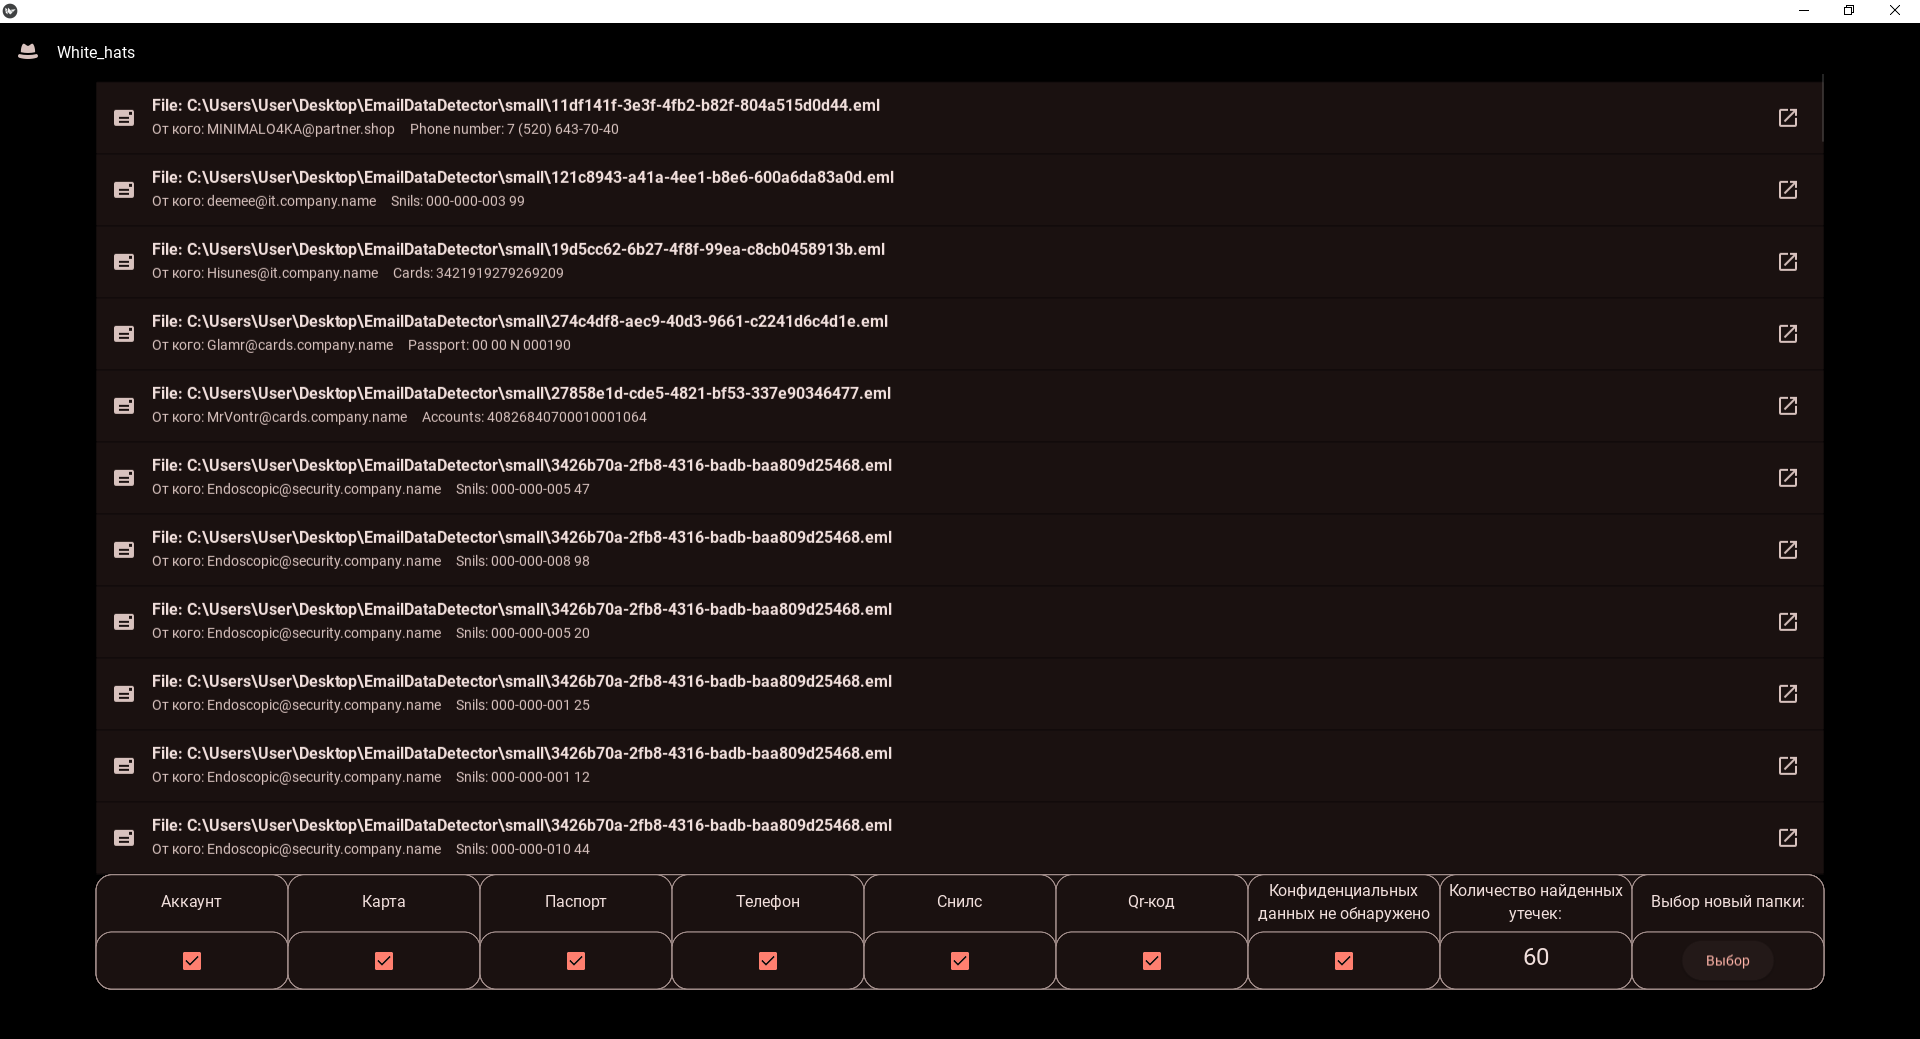 White_hats
File: C:\Users\User\Desktop\EmailDataDetector\small\11df141f-3e3f-4fb2-b82f-804a515d0d44.eml
От кого: MINIMALO4KA@partner.shop Phone number: 7 (520) 643-70-40
File: C:\Users\User\Desktop\EmailDataDetector\small\121c8943-a41a-4ee1-b8e6-600a6da83a0d.eml
От кого: deemee@it.company.name Snils: 000-000-003 99
File: C:\Users\User\Desktop\EmailDataDetector\small\19d5cc62-6b27-4f8f-99ea-c8cb0458913b.eml
От кого: Hisunes@it.company.name Cards: 3421919279269209
File: C:\Users\User\Desktop\EmailDataDetector\small\274c4df8-aec9-40d3-9661-c2241d6c4d1e.eml
От кого: Glamr@cards.company.name Passport: 00 00 N 000190
File: C:\Users\User\Desktop\EmailDataDetector\small\27858e1d-cde5-4821-bf53-337e90346477.eml
От кого: MrVontr@cards.company.name Accounts: 40826840700010001064
File: C:\Users\User\Desktop\EmailDataDetector\small\3426b70a-2fb8-4316-badb-baa809d25468.eml
От кого: Endoscopic@security.company.name Snils: 000-000-005 47
File: C:\Users\User\Desktop\EmailDataDetector\small\3426b70a-2fb8-4316-badb-baa809d25468.eml
От кого: Endoscopic@security.company.name Snils: 000-000-008 98
File: C:\Users\User\Desktop\EmailDataDetector\small\3426b70a-2fb8-4316-badb-baa809d25468.eml
От кого: Endoscopic@security.company.name Snils: 000-000-005 20
File: C:\Users\User\Desktop\EmailDataDetector\small\3426b70a-2fb8-4316-badb-baa809d25468.eml
От кого: Endoscopic@security.company.name Snils: 000-000-001 25
File: C:\Users\User\Desktop\EmailDataDetector\small\3426b70a-2fb8-4316-badb-baa809d25468.eml
От кого: Endoscopic@security.company.name Snils: 000-000-001 12
File: C:\Users\User\Desktop\EmailDataDetector\small\3426b70a-2fb8-4316-badb-baa809d25468.eml
От кого: Endoscopic@security.company.name Snils: 000-000-010 44
Аккаунт
Карта
Паспорт
Телефон
Снилс
Qr-код
Конфиденциальных
данных не обнаружено
Количество найденных
утечек:
60
Выбор новый папки:
Выбор